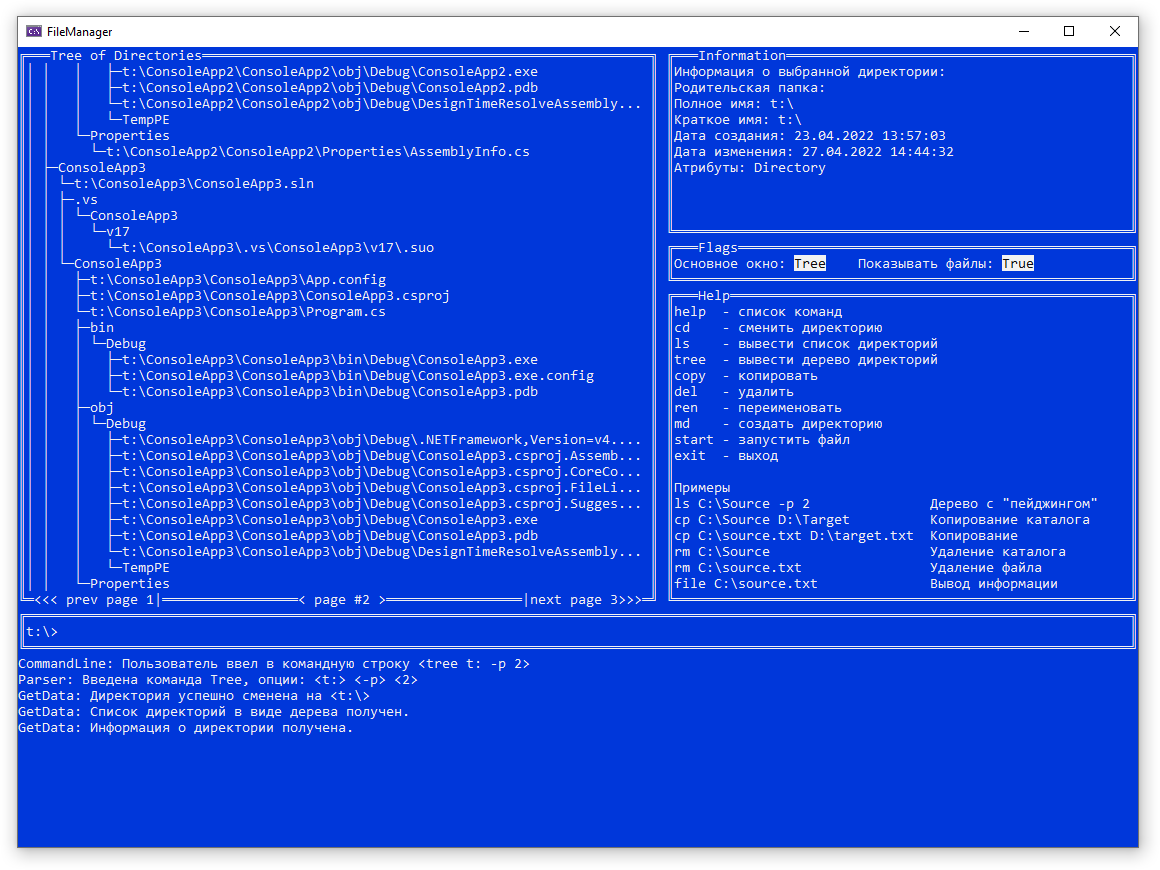 FileManager
Tree of Directories
t:\ConsoleApp2\ConsoleApp2\obj\Debug\ConsoleApp2.exe
t:\ConsoleApp2\ConsoleApp2\obj\Debug\ConsoleApp2.pdb
t:\ConsoleApp2\ConsoleApp2\obj\Debug\DesignTimeResolveAssembly...
TempPE
Properties
t:\ConsoleApp2\ConsoleApp2\Properties\AssemblyInfo.cs
ConsoleApp3
t:\ConsoleApp3\ConsoleApp3.sln
.vs
ConsoleApp3
v17
t:\ConsoleApp3\.vs\ConsoleApp3\v17\.suo
ConsoleApp3
t:\ConsoleApp3\ConsoleApp3\App.config
t:\ConsoleApp3\ConsoleApp3\ConsoleApp3.csproj
t:\ConsoleApp3\ConsoleApp3\Program.cs
bin
Debug
t:\ConsoleApp3\ConsoleApp3\bin\Debug\ConsoleApp3.exe
t:\ConsoleApp3\ConsoleApp3\bin\Debug\ConsoleApp3.exe.config
t:\ConsoleApp3\ConsoleApp3\bin\Debug\ConsoleApp3.pdb
obj
Debug
t:\ConsoleApp3\ConsoleApp3\obj\Debug\.NETFramework,Version=v4....
t:\ConsoleApp3\ConsoleApp3\obj\Debug\ConsoleApp3.csproj.Assemb...
t:\ConsoleApp3\ConsoleApp3\obj\Debug\ConsoleApp3.csproj.CoreCo...
t:\ConsoleApp3\ConsoleApp3\obj\Debug\ConsoleApp3.csproj.FileLi...
t:\ConsoleApp3\ConsoleApp3\obj\Debug\ConsoleApp3.csproj.Sugges...
t:\ConsoleApp3\ConsoleApp3\obj\Debug\ConsoleApp3.exe
t:\ConsoleApp3\ConsoleApp3\obj\Debug\ConsoleApp3.pdb
t:\ConsoleApp3\ConsoleApp3\obj\Debug\DesignTimeResolveAssembly...
TempPE
Properties
<<< prev page 1| < page #2 > |next page 3>>>
Information
Информация о выбранной директории:
Родительская папка:
Полное имя: t:\
Краткое имя: t:\
Дата создания: 23.04.2022 13:57:03
Дата изменения: 27.04.2022 14:44:32
Атрибуты: Directory
Flags
Основное окно: Tree Показывать файлы: True
Help
help - список команд
cd - сменить директорию
ls - вывести список директорий
tree - вывести дерево директорий
copy - копировать
del - удалить
ren - переименовать
md - создать директорию
start - запустить файл
exit - выход
Примеры
ls C:\Source -p 2 Дерево с "пейджингом"
cp C:\Source D:\Target Копирование каталога
cp C:\source.txt D:\target.txt Копирование
rm C:\Source Удаление каталога
rm C:\source.txt Удаление файла
file C:\source.txt Вывод информации
t:\>
CommandLine: Пользователь ввел в командную строку <tree t: -p 2>
Parser: Введена команда Tree, опции: <t:> <-p> <2>
GetData: Директория успешно сменена на <t:\>
GetData: Список директорий в виде дерева получен.
GetData: Информация о директории получена.